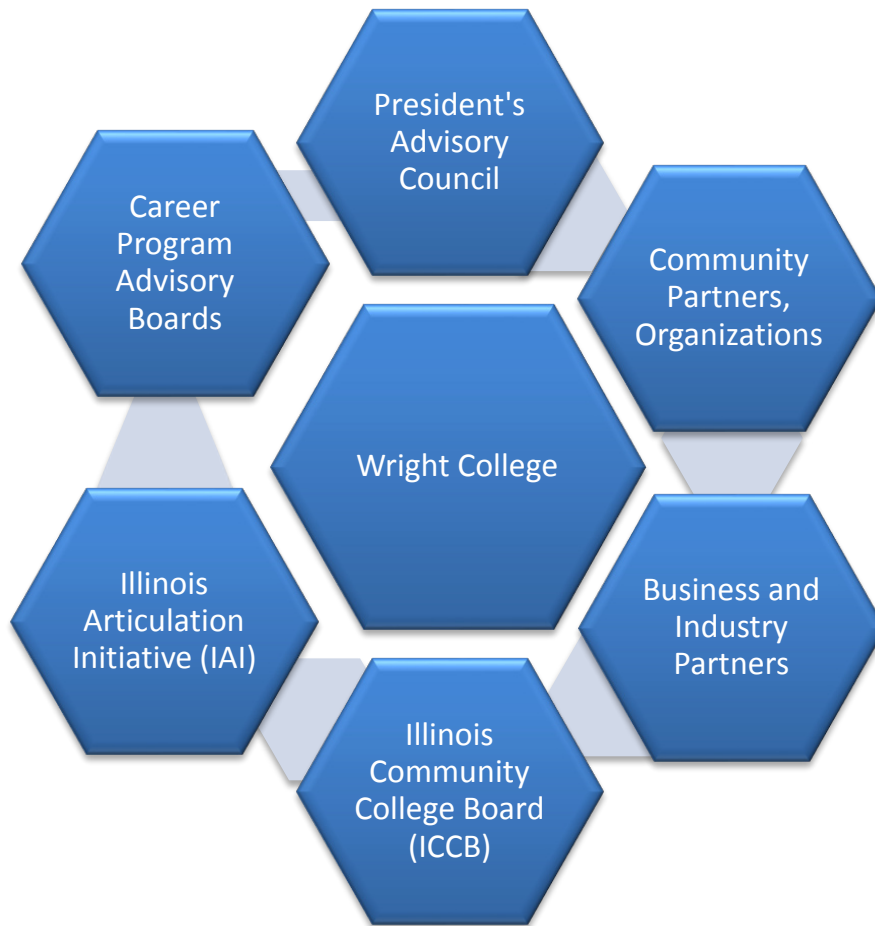 President's
Advisory
Council
Career
Program
Advisory
Boards
Community
Partners,
Organizations
Wright College
Illinois
Articulation
Initiative (IAI)
Business and
Industry
Partners
Illinois
Community
College Board
(ICCB)